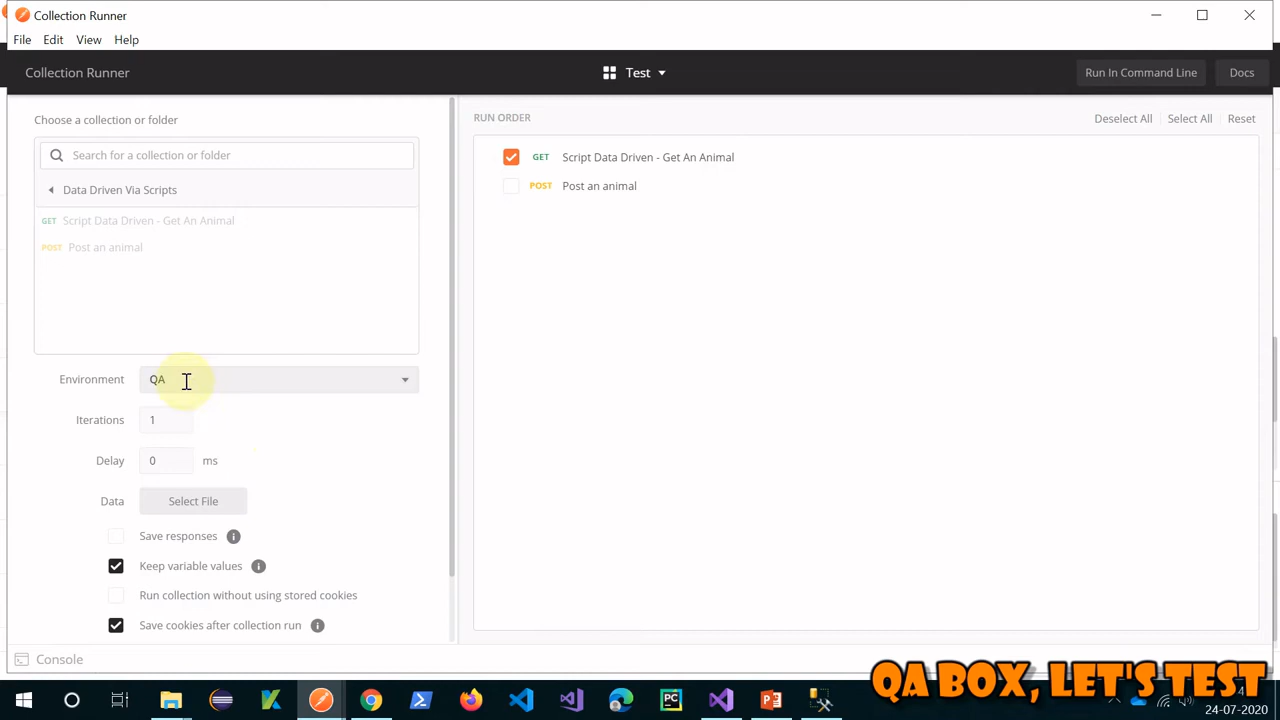 Collection Runner
File Edit View Help
Collection Runner
Test
Run In Command Line
Docs
Choose a collection or folder
Search for a collection or folder
Data Driven Via Scripts
GET Script Data Driven - Get An Animal
POST Post an animal
Environment QA
Iterations 1
Delay 0 ms
Data Select File
Save responses
Keep variable values
Run collection without using stored cookies
Save cookies after collection run
RUN ORDER
Deselect All Select All Reset
GET Script Data Driven - Get An Animal
POST Post an animal
Console
QA BOX, LET'S TEST
24-07-2020